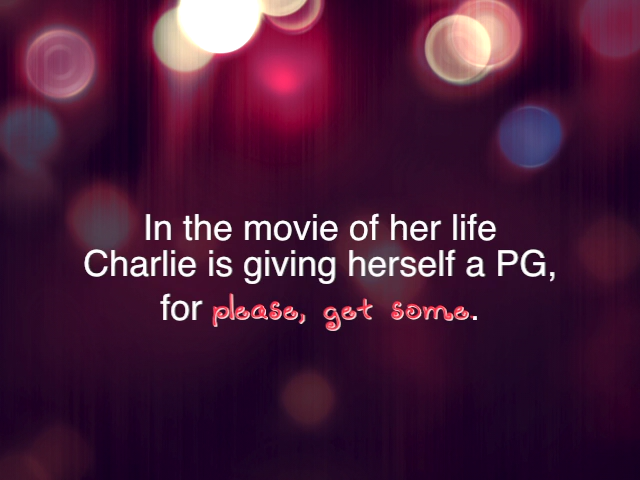 In the movie of her life
Charlie is giving herself a PG,
for please, get some.